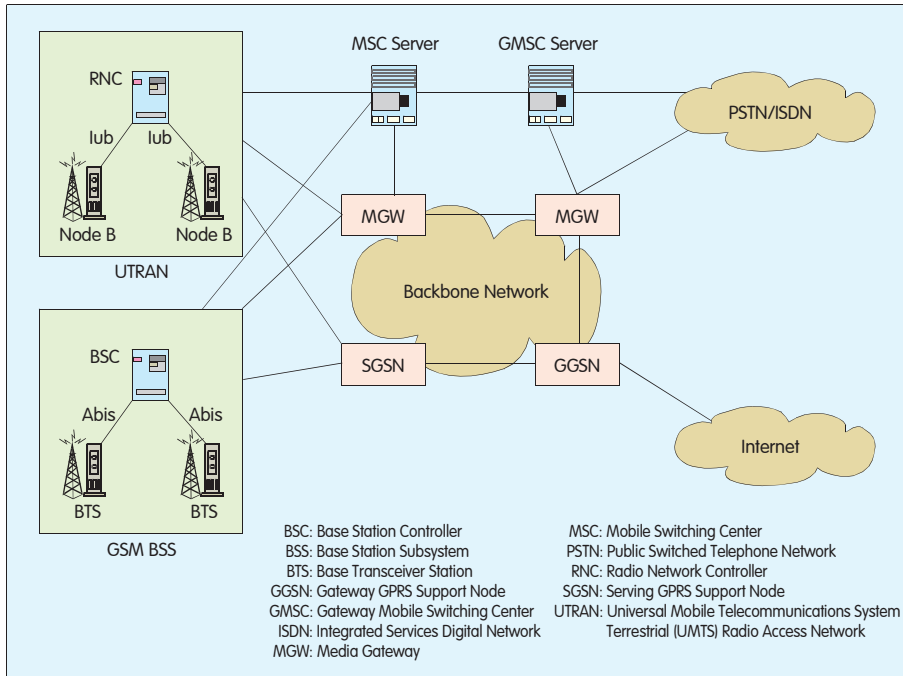 MSC Server
GMSC Server
RNC
Iub
Iub
Node B
Node B
UTRAN
PSTN/ISDN
MGW
MGW
Backbone Network
SGSN
GGSN
BSC
Abis
Abis
BTS
BTS
GSM BSS
Internet
BSC: Base Station Controller
BSS: Base Station Subsystem
BTS: Base Transceiver Station
GGSN: Gateway GPRS Support Node
GMSC: Gateway Mobile Switching Center
ISDN: Integrated Services Digital Network
MGW: Media Gateway
MSC: Mobile Switching Center
PSTN: Public Switched Telephone Network
RNC: Radio Network Controller
SGSN: Serving GPRS Support Node
UTRAN: Universal Mobile Telecommunications System
Terrestrial (UMTS) Radio Access Network